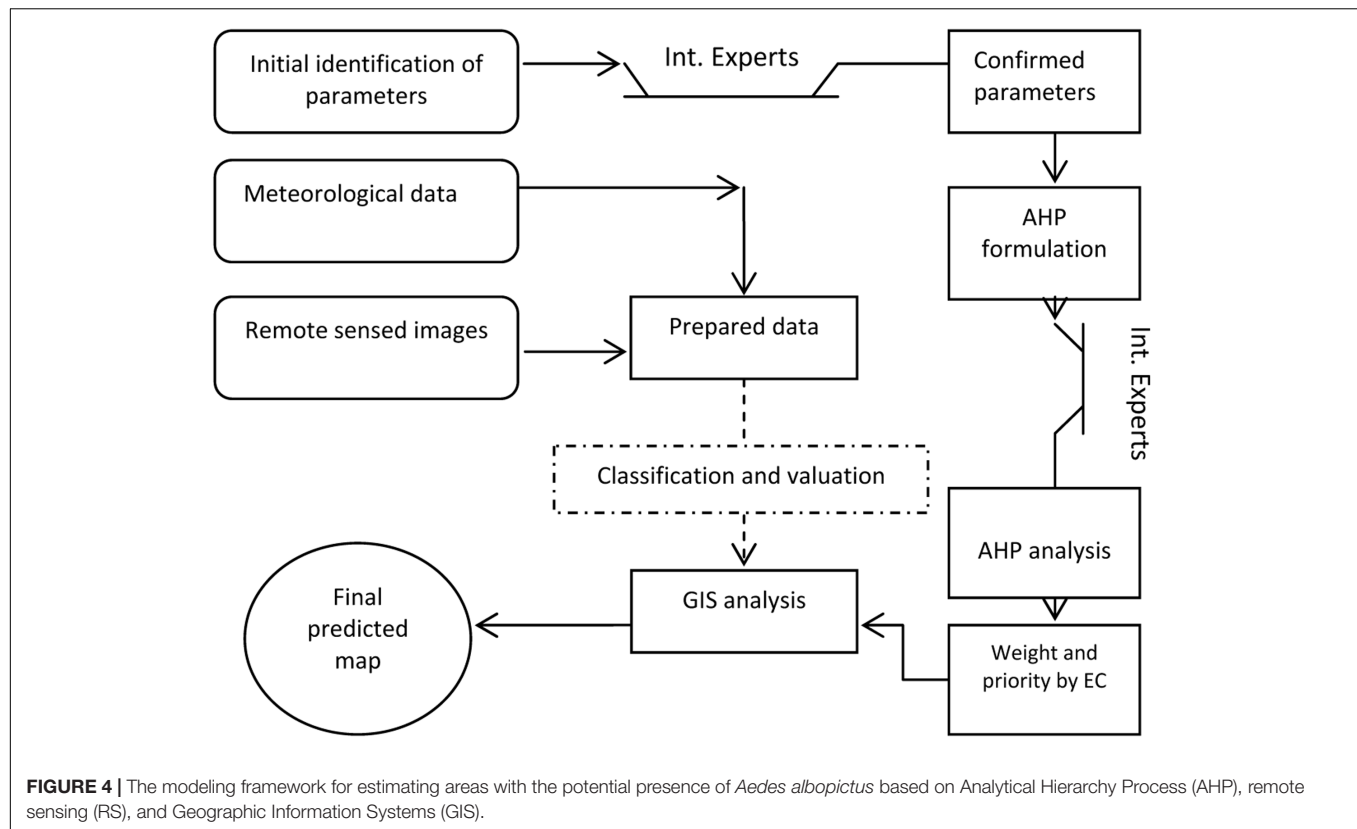 Initial identification of
parameters
Int. Experts
Confirmed
parameters
Meteorological data
AHP
formulation
Remote sensed images
Prepared data
Int. Experts
Classification and valuation
AHP analysis
Final
predicted
map
GIS analysis
Weight and
priority by EC
FIGURE 4 | The modeling framework for estimating areas with the potential presence of Aedes albopictus based on Analytical Hierarchy Process (AHP), remote
sensing (RS), and Geographic Information Systems (GIS).